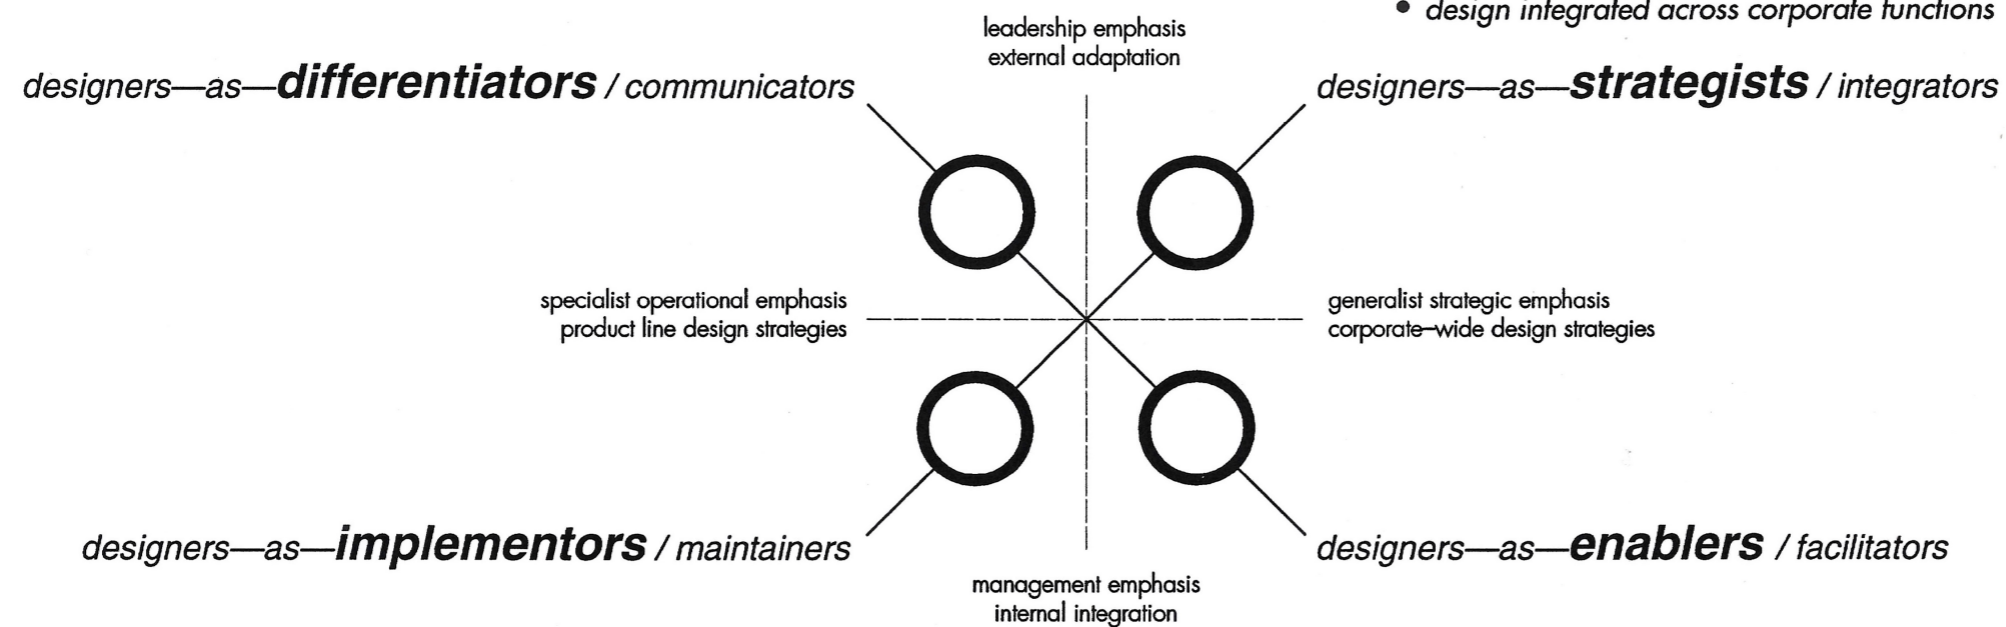 • design integrated across corporate functions
leadership emphasis
external adaptation
designers—as—differentiators / communicators
designers—as—strategists / integrators
specialist operational emphasis
product line design strategies
generalist strategic emphasis
corporate–wide design strategies
designers—as—implementors / maintainers
designers—as—enablers / facilitators
management emphasis
internal integration